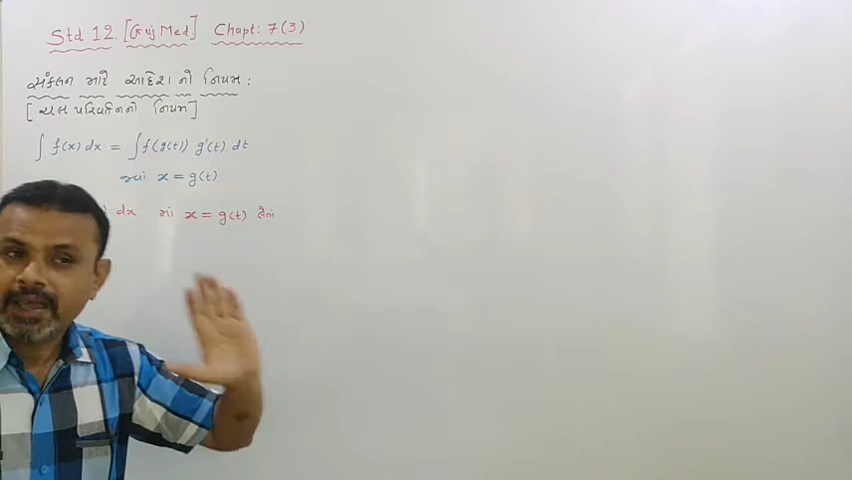 Std 12 [Guj Med] Chapt: 7(3)
સંકલન માટે આદેશ નો નિયમ :
[ ચલ પરિવર્તનનો નિયમ ]
∫ f(x) dx = ∫ f(g(t)) g'(t) dt
જ્યાં x = g(t)
dx માં x = g(t) લેતાં